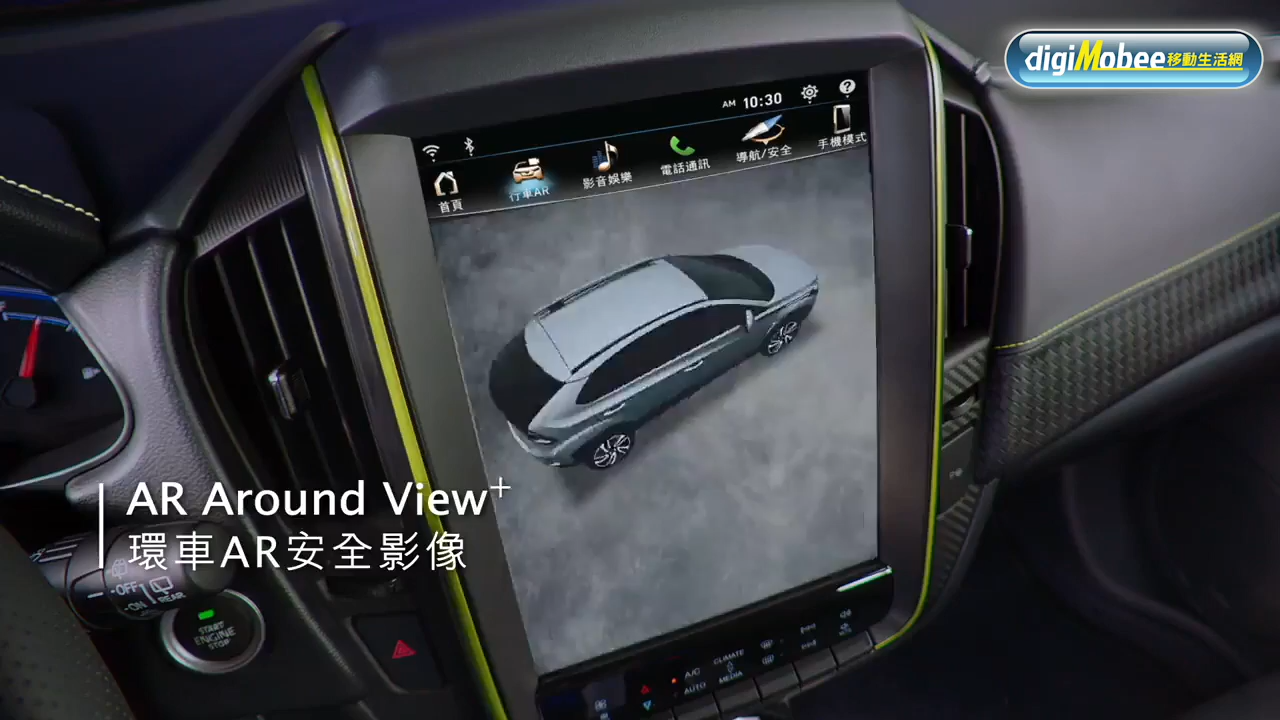 digiMobee移動生活網
AM 10:30
首頁
行車AR
影音娛樂
電話通訊
導航/安全
手機模式
AR Around View+
環車AR安全影像
OFF
ON
REAR
START
ENGINE
STOP
A/C
CLIMATE
AUTO
MEDIA